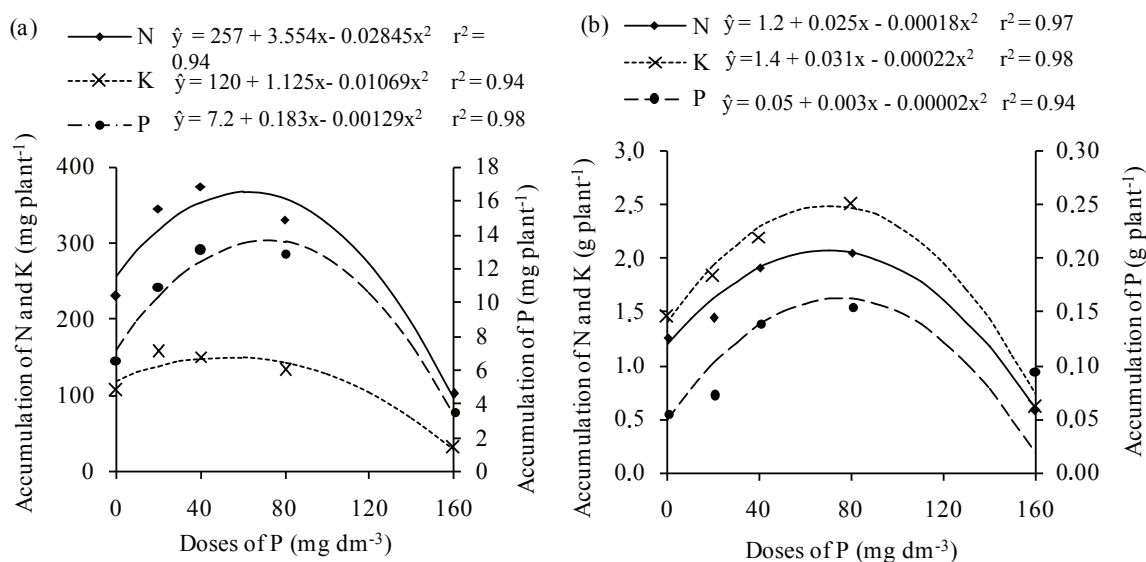 (a)
N ŷ = 257 + 3.554x- 0.02845x² r² =
0.94
K ŷ = 120 + 1.125x- 0.01069x² r² = 0.94
P ŷ= 7.2 + 0.183x- 0.00129x² r² = 0.98
Accumulation of N and K (mg plant⁻¹)
400
300
200
100
0
18
16
14
12
10
8
6
4
2
0
Accumulation of P (mg plant⁻¹)
0 40 80 120 160
Doses of P (mg dm⁻³)
(b)
N ŷ = 1.2 + 0.025x - 0.00018x² r² = 0.97
K ŷ =1.4 + 0.031x - 0.00022x² r² = 0.98
P ŷ= 0.05 + 0.003x - 0.00002x² r² = 0.94
Accumulation of N and K (g plant⁻¹)
3.0
2.5
2.0
1.5
1.0
0.5
0.0
0.30
0.25
0.20
0.15
0.10
0.05
0.00
Accumulation of P (g plant⁻¹)
0 40 80 120 160
Doses of P (mg dm⁻³)